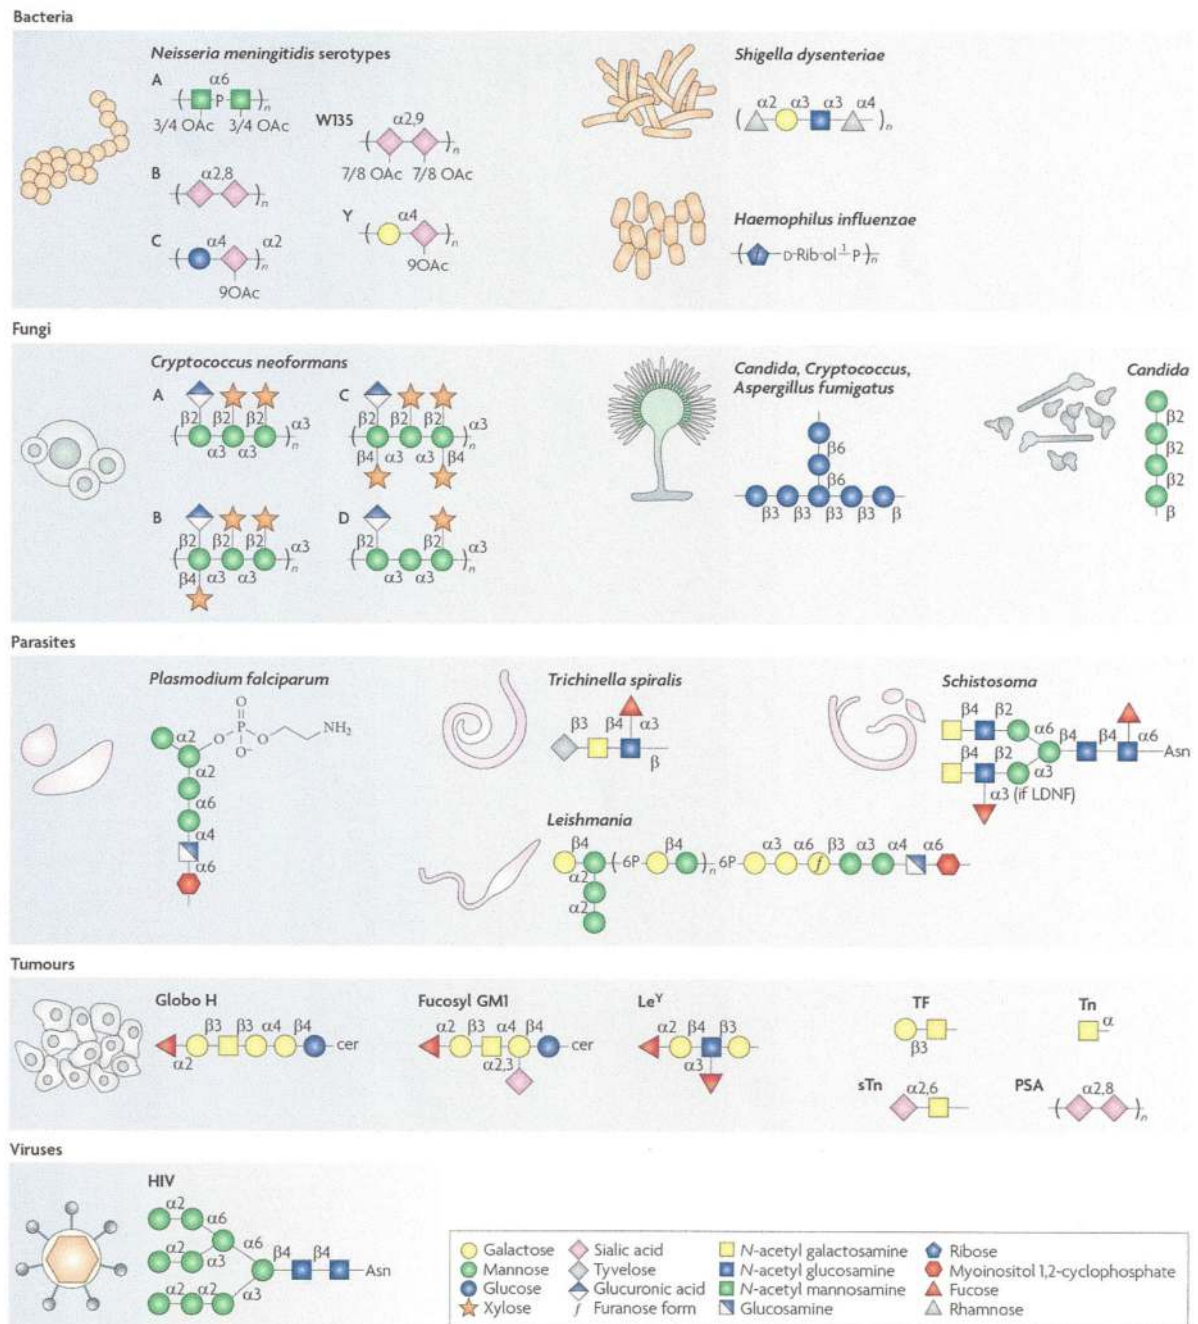 Bacteria
Neisseria meningitidis serotypes
A
α6
( P )n
3/4 OAc 3/4 OAc
B
α2,8
( )n
C
α4 α2
( )n
9OAc
W135
α2,9
( )n
7/8 OAc 7/8 OAc
Y
α4
( )n
9OAc
Shigella dysenteriae
α2 α3 α3 α4
( )n
Haemophilus influenzae
( f D-Rib-ol 1 P)n
Fungi
Cryptococcus neoformans
A
β2 β2 β2 α3
( )n
α3 α3
C
β2 β2 β2 α3
( )n
β4 α3 α3 β4
B
β2 β2 β2 α3
( )n
β4 α3 α3
D
β2 β2 α3
( )n
α3 α3
Candida, Cryptococcus,
Aspergillus fumigatus
β6
β6
β3 β3 β3 β3 β
Candida
β2
β2
β2
β
Parasites
Plasmodium falciparum
α2
O
O P O NH2
O-
α2
α6
α4
α6
Trichinella spiralis
β3 β4 α3
β
Schistosoma
β4 β2
α6
β4 β4 α6
β4 β2
Asn
α3
α3 (if LDNF)
Leishmania
β4 β4 α3 α6 β3 α3 α4 α6
(6P )n 6P f
α2
α2
Tumours
Globo H
β3 β3 α4 β4
cer
α2
Fucosyl GM1
α2 β3 α4 β4
cer
α2,3
LeY
α2 β4 β3
α3
TF
β3
Tn
α
sTn
α2,6
PSA
α2,8
( )n
Viruses
HIV
α2
α6
α2
α3
α6
β4 β4
Asn
α2 α2
α3
Galactose
Mannose
Glucose
Xylose
Sialic acid
Tyvelose
Glucuronic acid
f Furanose form
N-acetyl galactosamine
N-acetyl glucosamine
N-acetyl mannosamine
Glucosamine
Ribose
Myoinositol 1,2-cyclophosphate
Fucose
Rhamnose